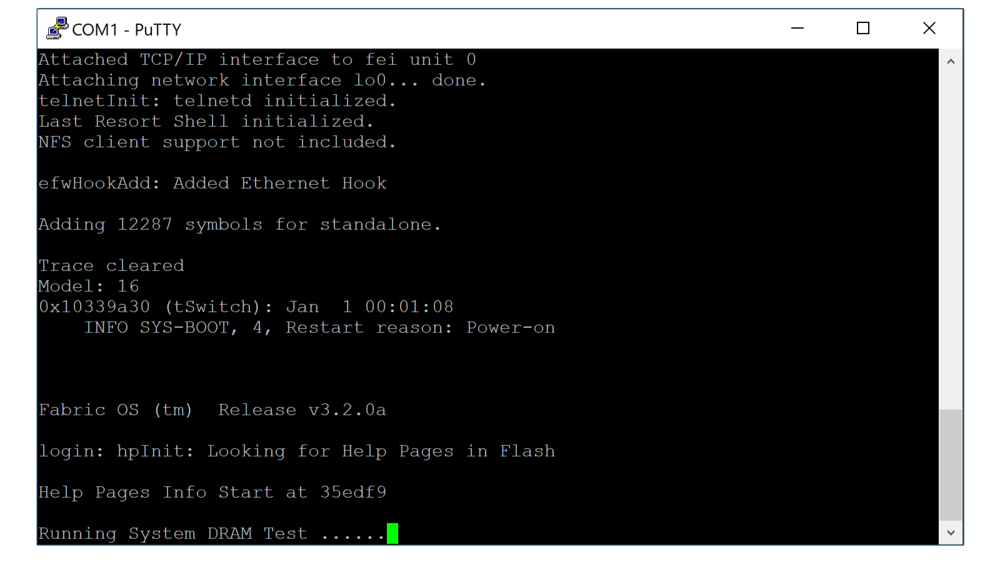 COM1 - PuTTY
Attached TCP/IP interface to fei unit 0
Attaching network interface lo0... done.
telnetInit: telnetd initialized.
Last Resort Shell initialized.
NFS client support not included.
efwHookAdd: Added Ethernet Hook
Adding 12287 symbols for standalone.
Trace cleared
Model: 16
0x10339a30 (tSwitch): Jan  1 00:01:08
    INFO SYS-BOOT, 4, Restart reason: Power-on
Fabric OS (tm)  Release v3.2.0a
login: hpInit: Looking for Help Pages in Flash
Help Pages Info Start at 35edf9
Running System DRAM Test ......